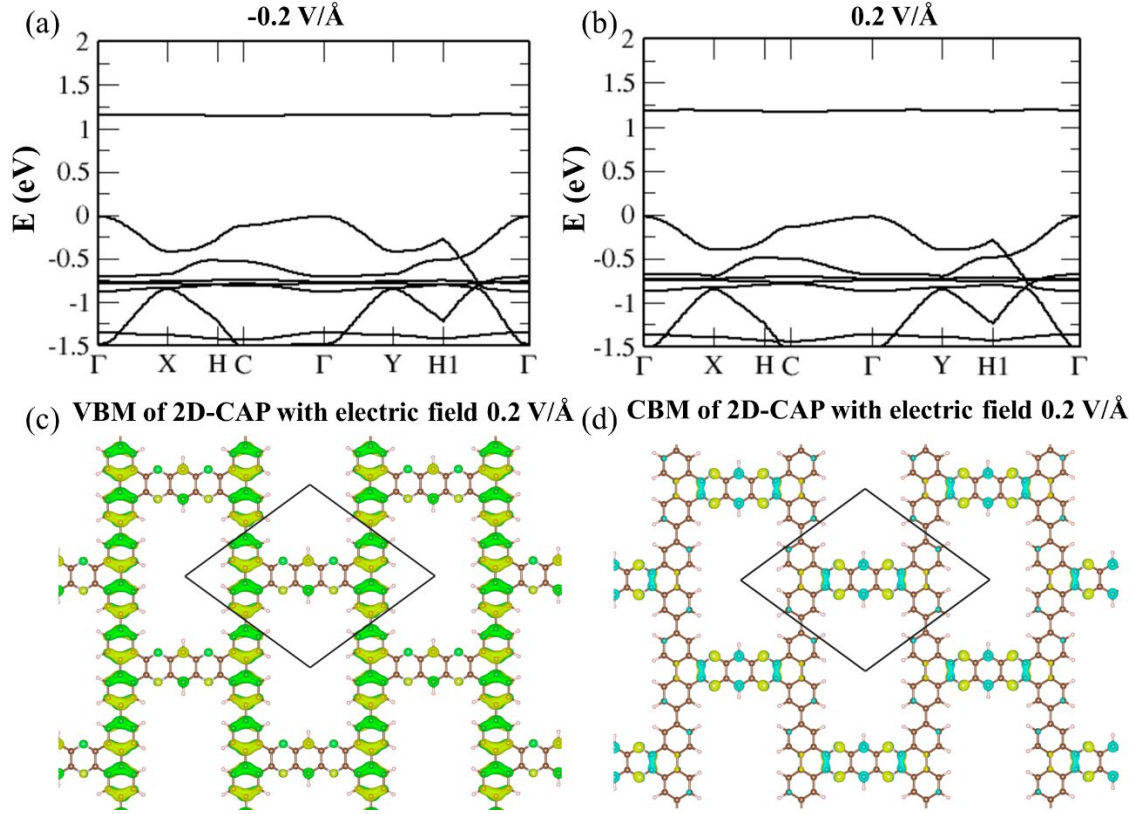 (a) -0.2 V/Å
2
1.5
1
0.5
0
-0.5
-1
-1.5
E (eV)
Γ X H C Γ Y H1 Γ
(b) 0.2 V/Å
2
1.5
1
0.5
0
-0.5
-1
-1.5
E (eV)
Γ X H C Γ Y H1 Γ
(c) VBM of 2D-CAP with electric field 0.2 V/Å
(d) CBM of 2D-CAP with electric field 0.2 V/Å